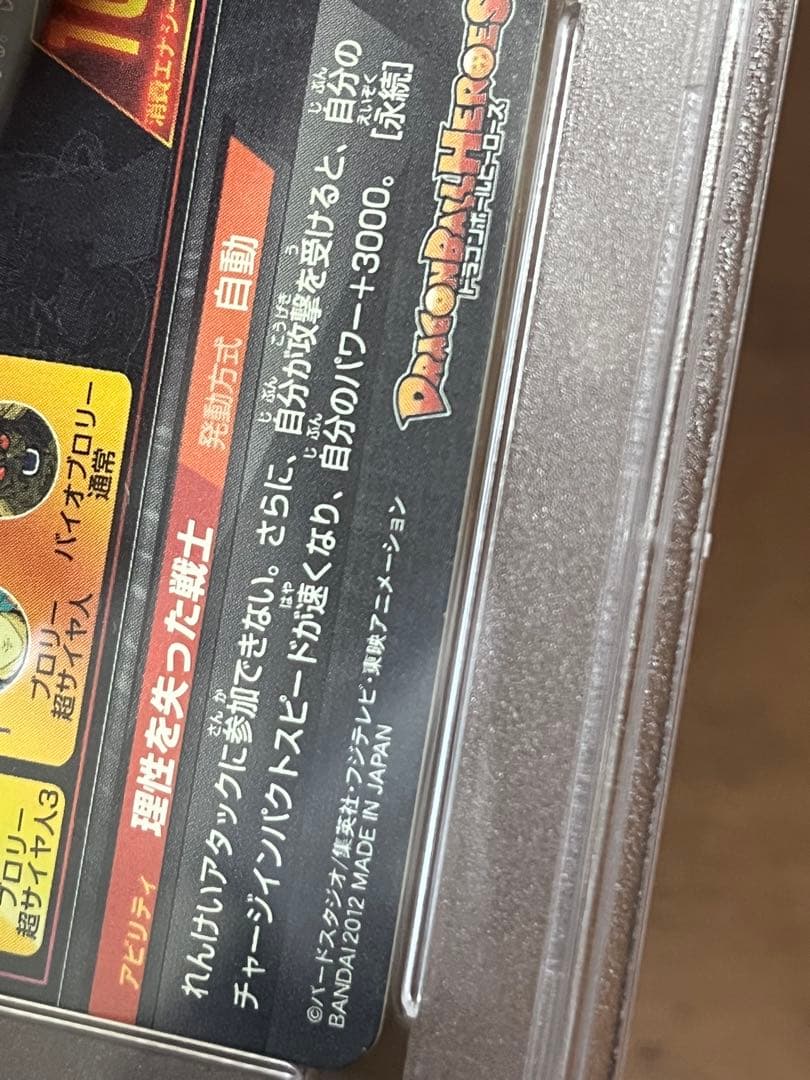 10
消費エナジー
ブロリー
超サイヤ人3
ブロリー
超サイヤ人
バイオブロリー
通常
アビリティ 理性を失った戦士 発動方式 自動
れんけいアタックに参加できない。さらに、自分が攻撃を受けると、自分の
チャージインパクトスピードが速くなり、自分のパワー+3000。 [永続]
©バードスタジオ/集英社・フジテレビ・東映アニメーション
BANDAI 2012 MADE IN JAPAN
DRAGONBALL HEROES
ドラゴンボールヒーローズ